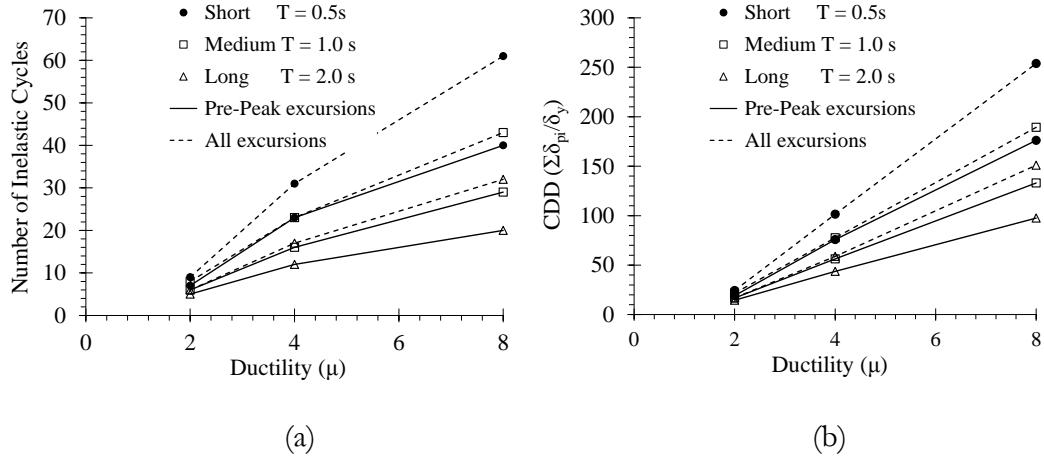 70
60
50
40
30
20
10
0
Number of Inelastic Cycles
Short T = 0.5s
Medium T = 1.0 s
Long T = 2.0 s
Pre-Peak excursions
All excursions
0 2 4 6 8
Ductility (μ)
(a)
300
250
200
150
100
50
0
CDD (Σδpi/δy)
Short T = 0.5s
Medium T = 1.0 s
Long T = 2.0 s
Pre-Peak excursions
All excursions
0 2 4 6 8
Ductility (μ)
(b)